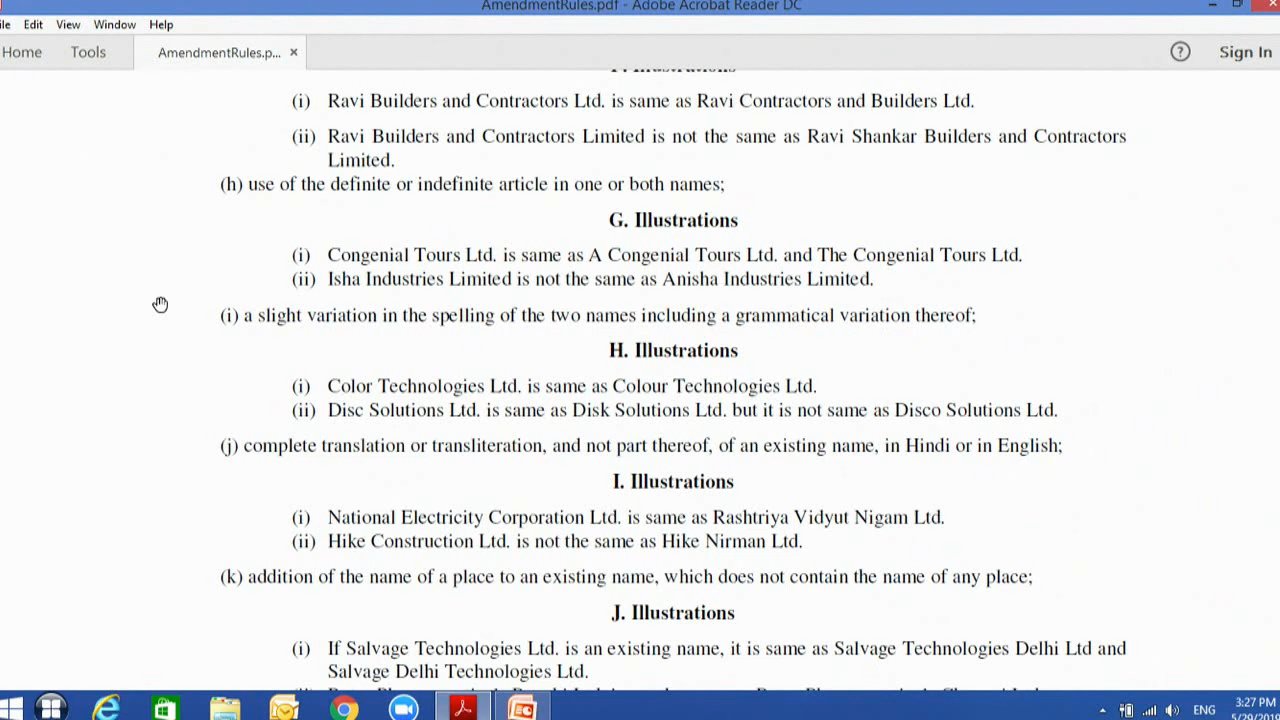 AmendmentRules.pdf - Adobe Acrobat Reader DC
ile Edit View Window Help
Home Tools AmendmentRules.p... × ? Sign In
(i) Ravi Builders and Contractors Ltd. is same as Ravi Contractors and Builders Ltd.
(ii) Ravi Builders and Contractors Limited is not the same as Ravi Shankar Builders and Contractors
Limited.
(h) use of the definite or indefinite article in one or both names;
G. Illustrations
(i) Congenial Tours Ltd. is same as A Congenial Tours Ltd. and The Congenial Tours Ltd.
(ii) Isha Industries Limited is not the same as Anisha Industries Limited.
(i) a slight variation in the spelling of the two names including a grammatical variation thereof;
H. Illustrations
(i) Color Technologies Ltd. is same as Colour Technologies Ltd.
(ii) Disc Solutions Ltd. is same as Disk Solutions Ltd. but it is not same as Disco Solutions Ltd.
(j) complete translation or transliteration, and not part thereof, of an existing name, in Hindi or in English;
I. Illustrations
(i) National Electricity Corporation Ltd. is same as Rashtriya Vidyut Nigam Ltd.
(ii) Hike Construction Ltd. is not the same as Hike Nirman Ltd.
(k) addition of the name of a place to an existing name, which does not contain the name of any place;
J. Illustrations
(i) If Salvage Technologies Ltd. is an existing name, it is same as Salvage Technologies Delhi Ltd and
Salvage Delhi Technologies Ltd.
ENG 3:27 PM